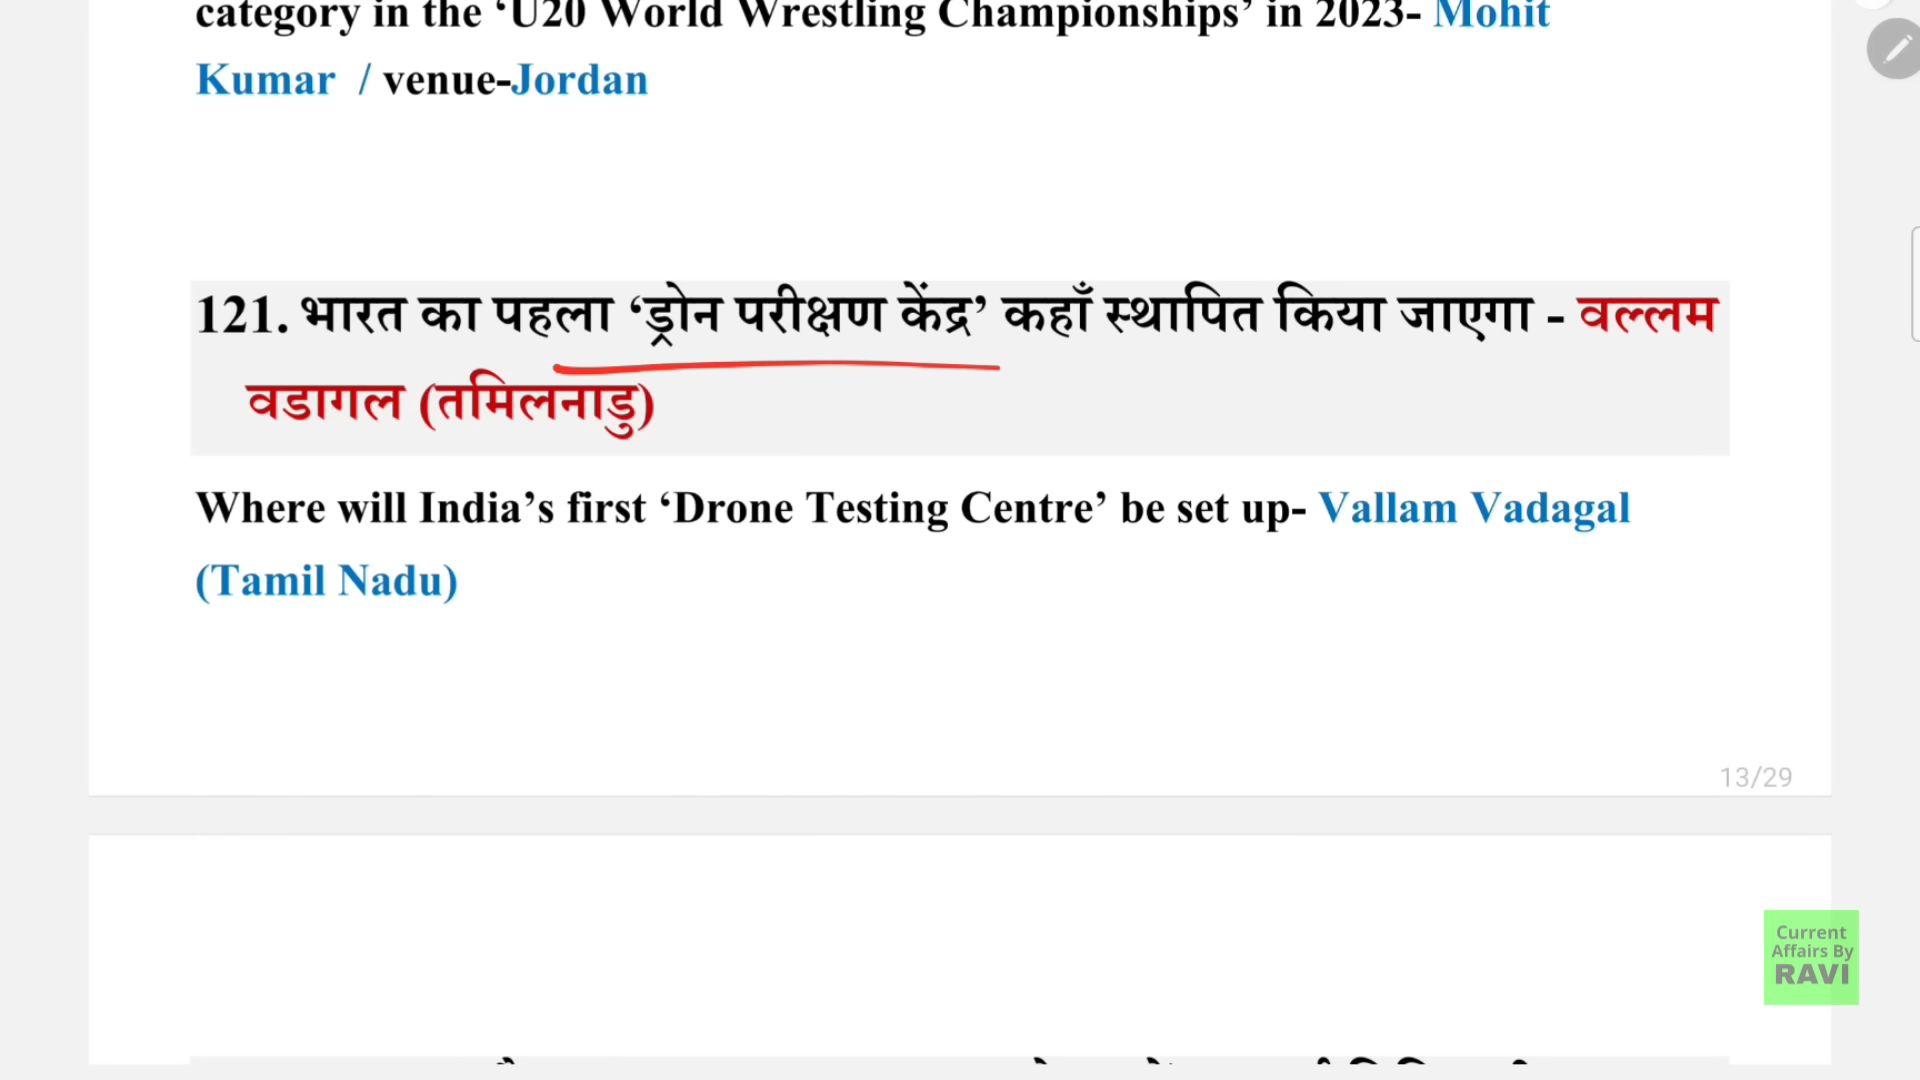 category in the ‘U20 World Wrestling Championships’ in 2023- Mohit
Kumar / venue-Jordan
121. भारत का पहला ‘ड्रोन परीक्षण केंद्र’ कहाँ स्थापित किया जाएगा - वल्लम
वडागल (तमिलनाडु)
Where will India’s first ‘Drone Testing Centre’ be set up- Vallam Vadagal
(Tamil Nadu)
13/29
Current
Affairs By
RAVI